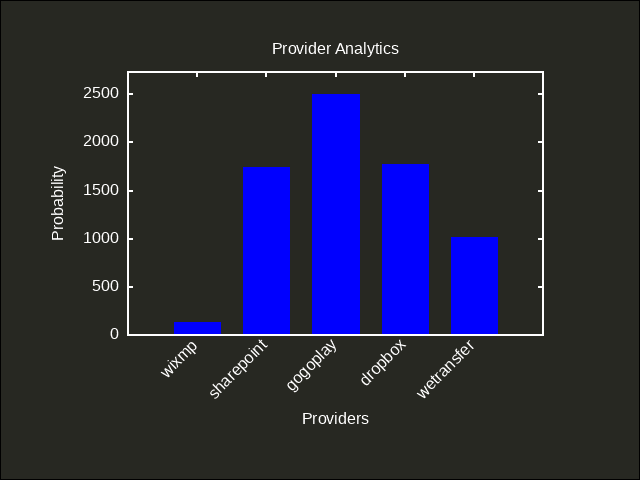 Provider Analytics
2500
2000
1500
1000
500
0
Probability
wixmp
sharepoint
gogoplay
dropbox
wetransfer
Providers